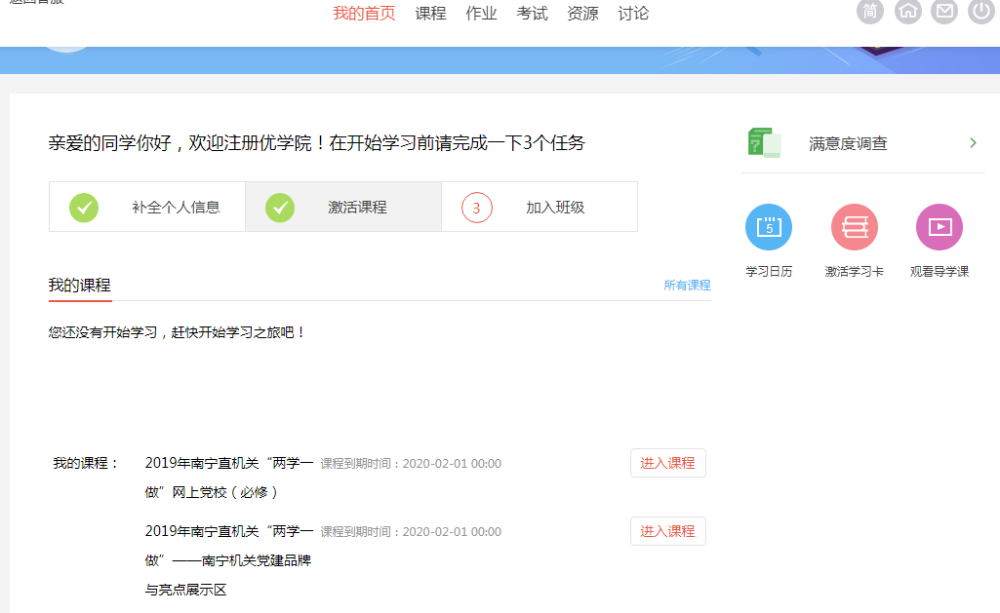 我的首页 课程 作业 考试 资源 讨论 简
亲爱的同学你好，欢迎注册优学院！在开始学习前请完成一下3个任务
满意度调查
补全个人信息 激活课程 3 加入班级
5
学习日历 激活学习卡 观看导学课
我的课程 所有课程
您还没有开始学习，赶快开始学习之旅吧！
我的课程： 2019年南宁直机关“两学一 课程到期时间：2020-02-01 00:00 进入课程
做”网上党校（必修）
2019年南宁直机关“两学一 课程到期时间：2020-02-01 00:00 进入课程
做”——南宁机关党建品牌
与亮点展示区